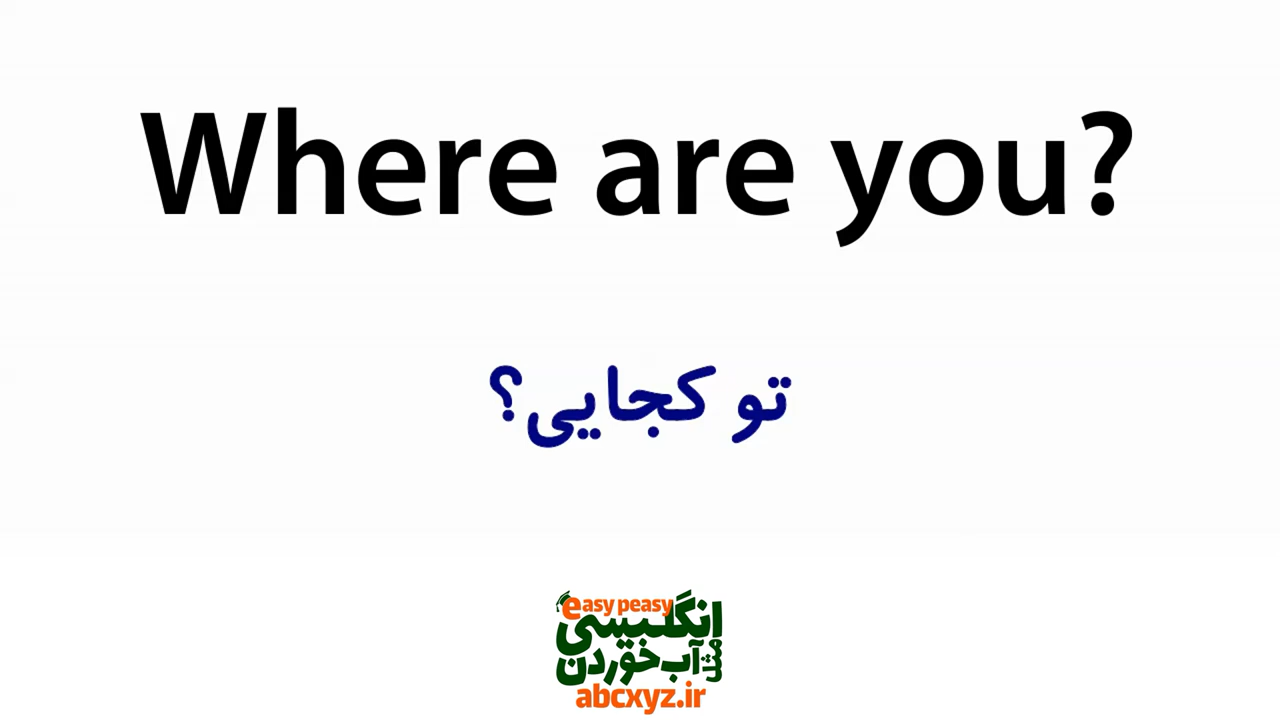 Where are you?
تو کجایی؟
easy peasy
انگلیسی
مثل آب خوردن
abcxyz.ir